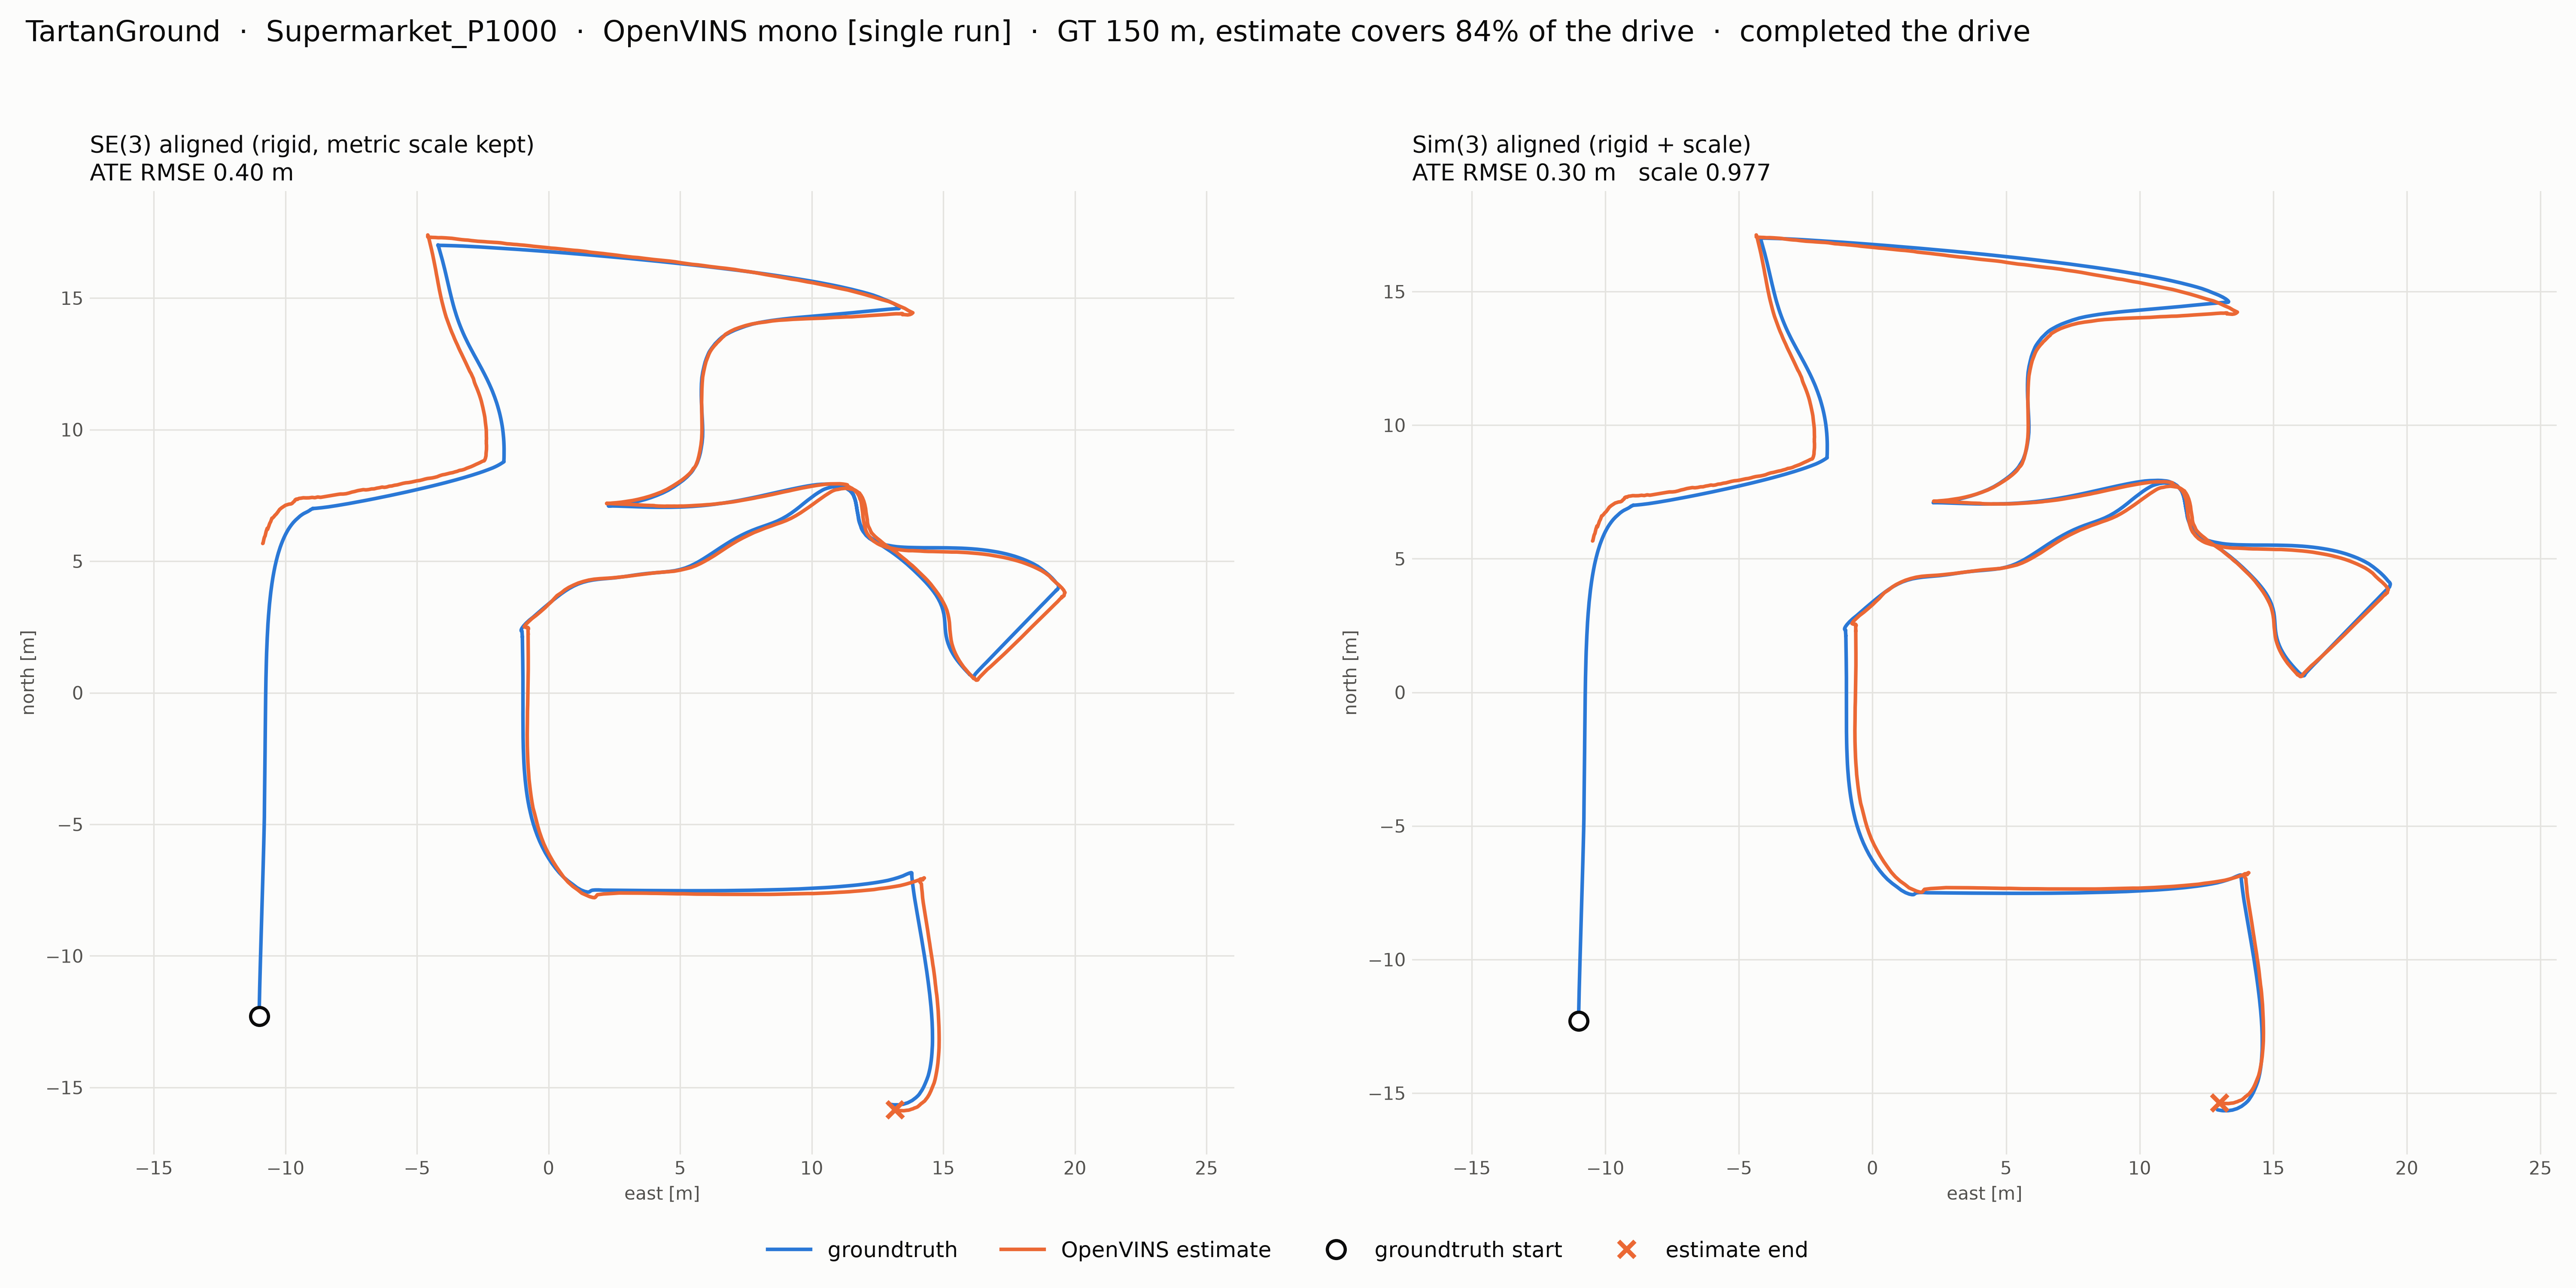 TartanGround · Supermarket_P1000 · OpenVINS mono [single run] · GT 150 m, estimate covers 84% of the drive · completed the drive
SE(3) aligned (rigid, metric scale kept)
ATE RMSE 0.40 m
15
10
5
0
−5
−10
−15
north [m]
−15 −10 −5 0 5 10 15 20 25
east [m]
Sim(3) aligned (rigid + scale)
ATE RMSE 0.30 m scale 0.977
15
10
5
0
−5
−10
−15
north [m]
−15 −10 −5 0 5 10 15 20 25
east [m]
groundtruth OpenVINS estimate groundtruth start estimate end